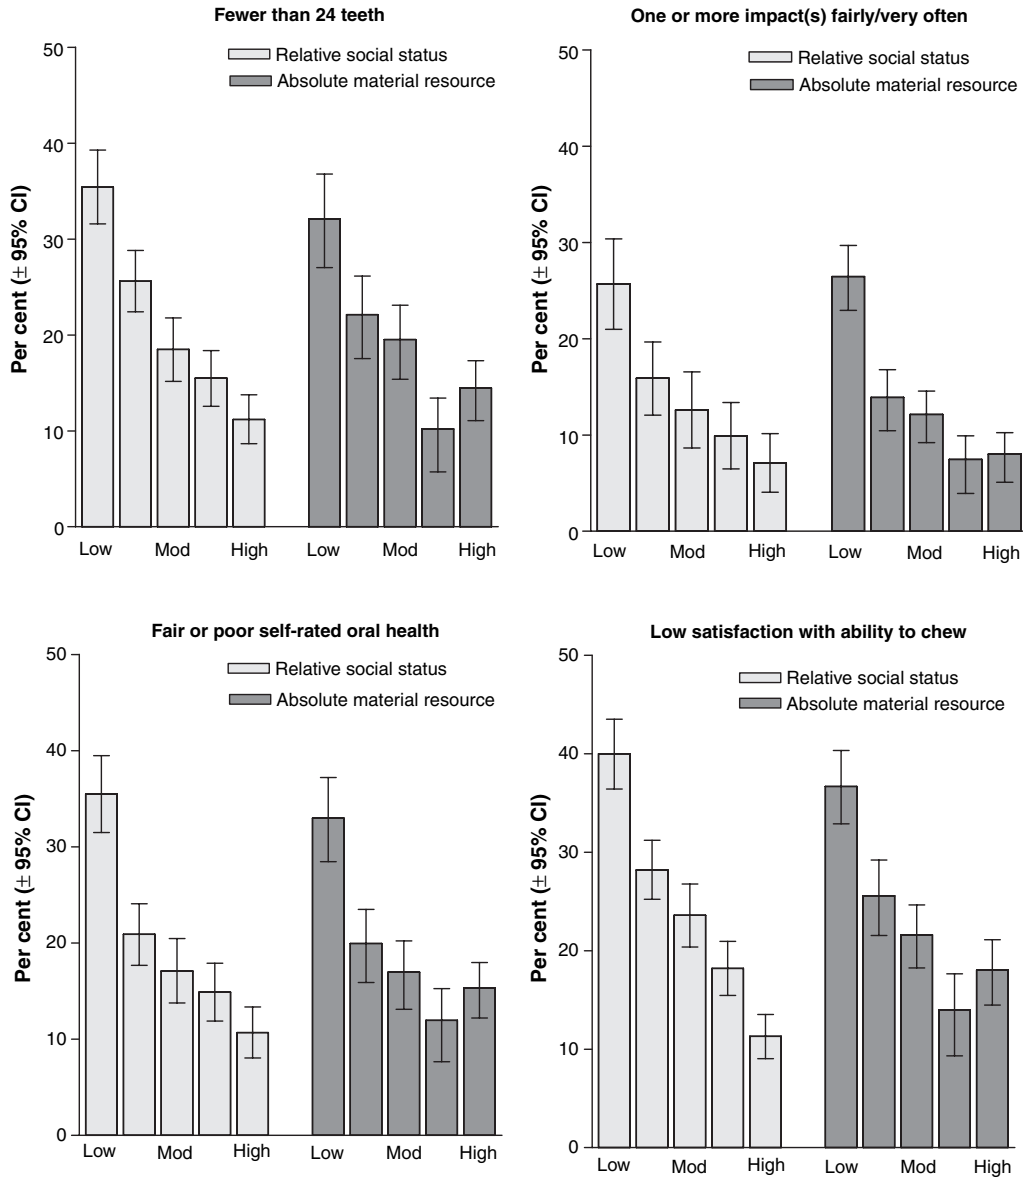 Fewer than 24 teeth
Relative social status
Absolute material resource
Per cent (± 95% CI)
50
40
30
20
10
0
Low Mod High Low Mod High
One or more impact(s) fairly/very often
Relative social status
Absolute material resource
Per cent (± 95% CI)
50
40
30
20
10
0
Low Mod High Low Mod High
Fair or poor self-rated oral health
Relative social status
Absolute material resource
Per cent (± 95% CI)
50
40
30
20
10
0
Low Mod High Low Mod High
Low satisfaction with ability to chew
Relative social status
Absolute material resource
Per cent (± 95% CI)
50
40
30
20
10
0
Low Mod High Low Mod High